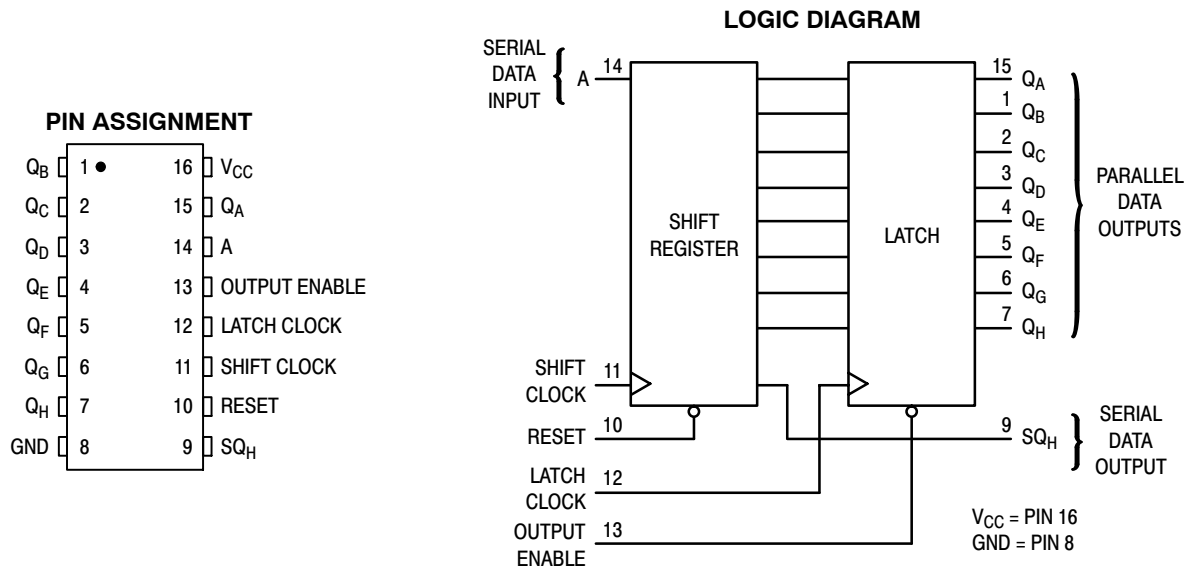 PIN ASSIGNMENT
QB 1 16 VCC
QC 2 15 QA
QD 3 14 A
QE 4 13 OUTPUT ENABLE
QF 5 12 LATCH CLOCK
QG 6 11 SHIFT CLOCK
QH 7 10 RESET
GND 8 9 SQH
LOGIC DIAGRAM
SERIAL
DATA
INPUT
A 14
SHIFT
REGISTER
LATCH
15 QA
1 QB
2 QC
3 QD
4 QE
5 QF
6 QG
7 QH
PARALLEL
DATA
OUTPUTS
SHIFT
CLOCK
11
RESET 10
LATCH
CLOCK
12
OUTPUT
ENABLE
13
9 SQH
SERIAL
DATA
OUTPUT
VCC = PIN 16
GND = PIN 8